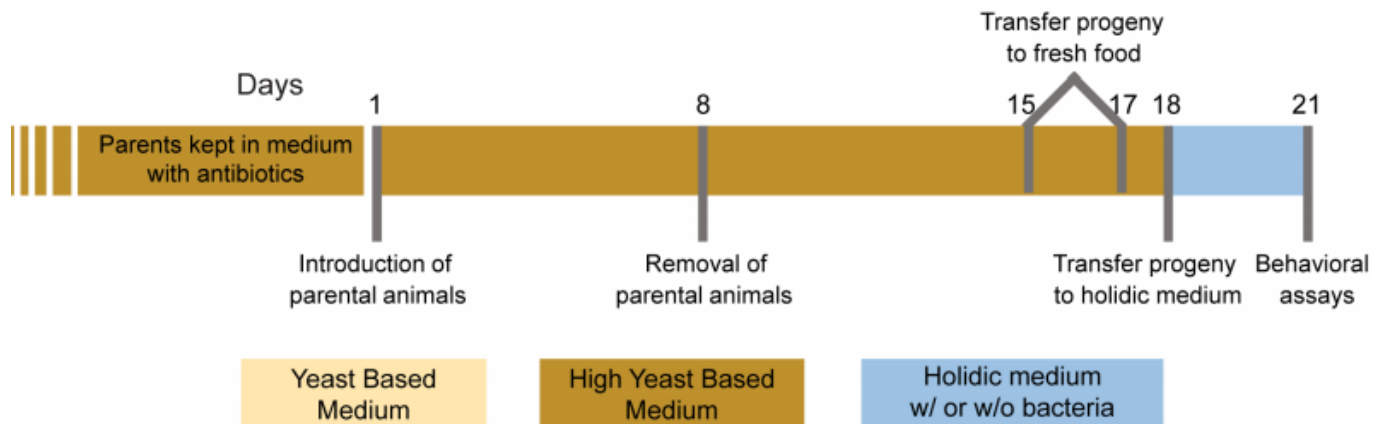 Transfer progeny
to fresh food
Days
1
8
15
17
18
21
Parents kept in medium
with antibiotics
Introduction of
parental animals
Removal of
parental animals
Transfer progeny
to holidic medium
Behavioral
assays
Yeast Based
Medium
High Yeast Based
Medium
Holidic medium
w/ or w/o bacteria